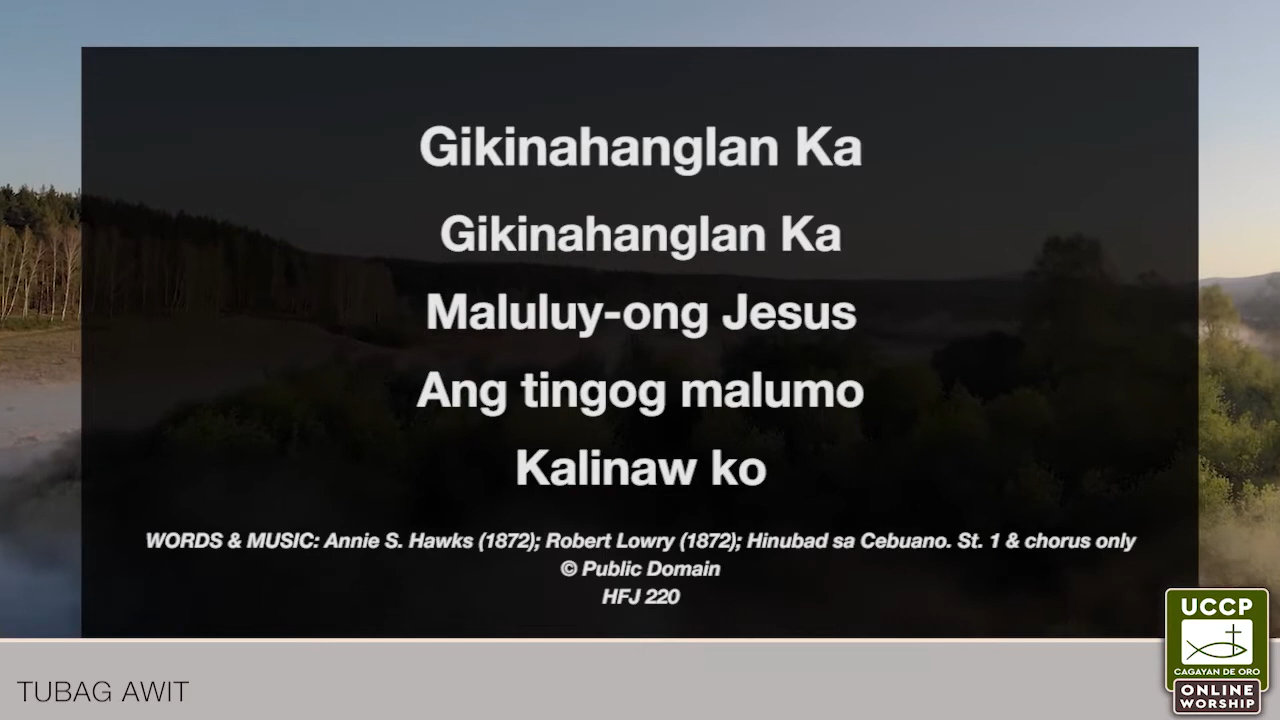 Gikinahanglan Ka
Gikinahanglan Ka
Maluluy-ong Jesus
Ang tingog malumo
Kalinaw ko
WORDS & MUSIC: Annie S. Hawks (1872); Robert Lowry (1872); Hinubad sa Cebuano. St. 1 & chorus only
© Public Domain
HFJ 220
TUBAG AWIT
UCCP
CAGAYAN DE ORO
ONLINE
WORSHIP